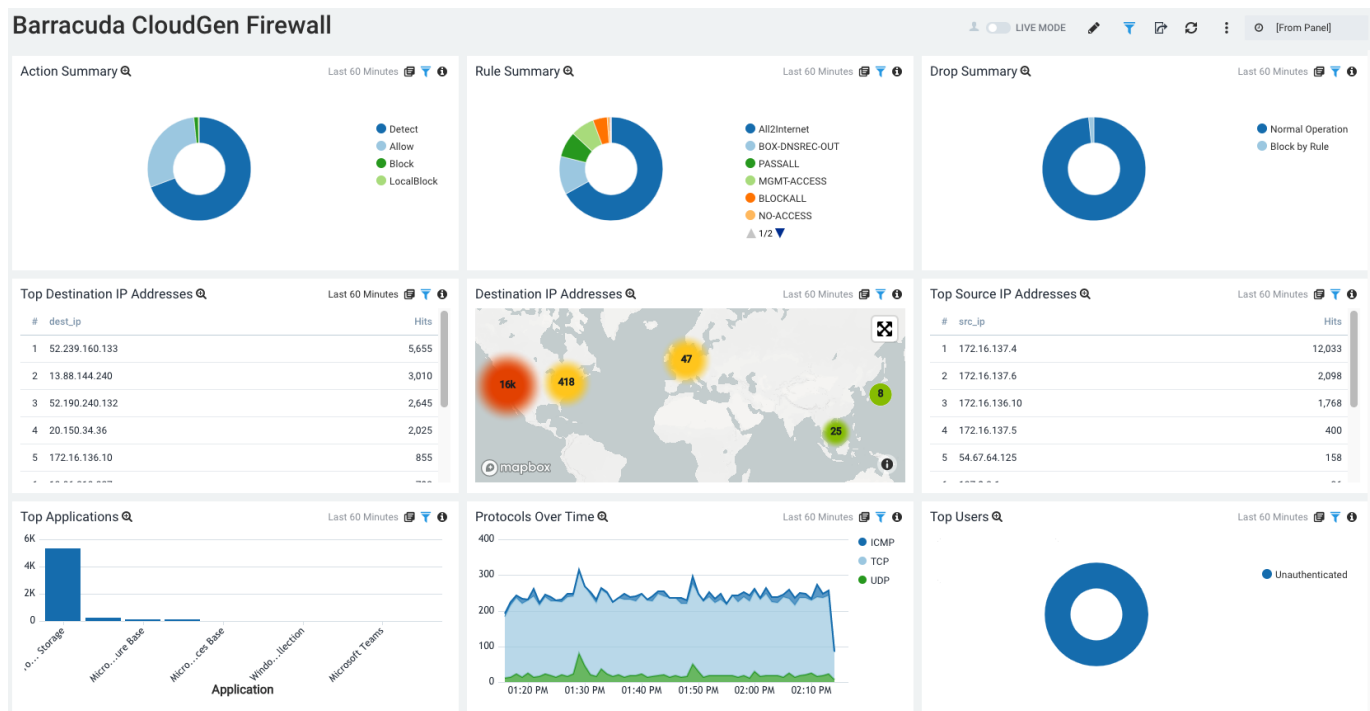 Barracuda CloudGen Firewall
LIVE MODE
[From Panel]
Action Summary
Last 60 Minutes
Detect
Allow
Block
LocalBlock
Rule Summary
Last 60 Minutes
All2Internet
BOX-DNSREC-OUT
PASSALL
MGMT-ACCESS
BLOCKALL
NO-ACCESS
1/2
Drop Summary
Last 60 Minutes
Normal Operation
Block by Rule
Top Destination IP Addresses
Last 60 Minutes
# dest_ip Hits
1 52.239.160.133 5,655
2 13.88.144.240 3,010
3 52.190.240.132 2,645
4 20.150.34.36 2,025
5 172.16.136.10 855
Destination IP Addresses
Last 60 Minutes
16k
418
47
8
25
mapbox
Top Source IP Addresses
Last 60 Minutes
# src_ip Hits
1 172.16.137.4 12,033
2 172.16.137.6 2,098
3 172.16.136.10 1,768
4 172.16.137.5 400
5 54.67.64.125 158
Top Applications
Last 60 Minutes
6K
4K
2K
0
...o... Storage
Micro...ure Base
Micro...ces Base
Windo...llection
Microsoft Teams
Application
Protocols Over Time
Last 60 Minutes
400
300
200
100
0
01:20 PM 01:30 PM 01:40 PM 01:50 PM 02:00 PM 02:10 PM
ICMP
TCP
UDP
Top Users
Last 60 Minutes
Unauthenticated